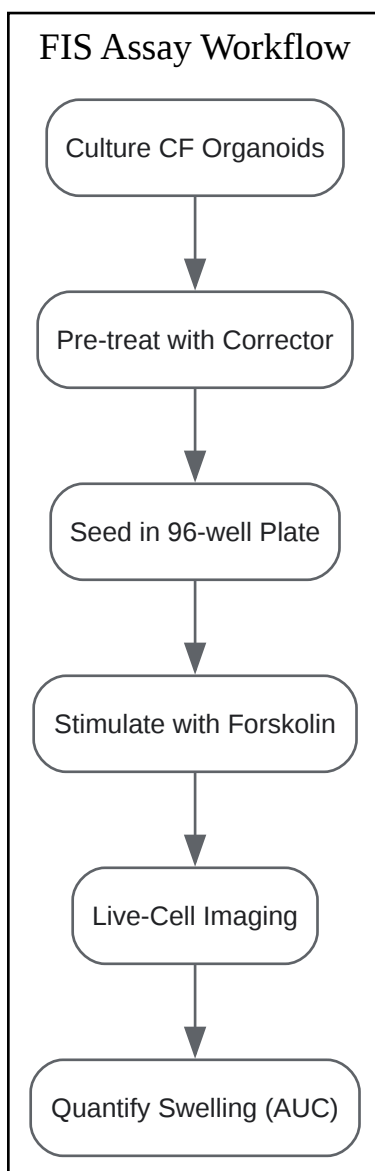 FIS Assay Workflow
Culture CF Organoids
Pre-treat with Corrector
Seed in 96-well Plate
Stimulate with Forskolin
Live-Cell Imaging
Quantify Swelling (AUC)